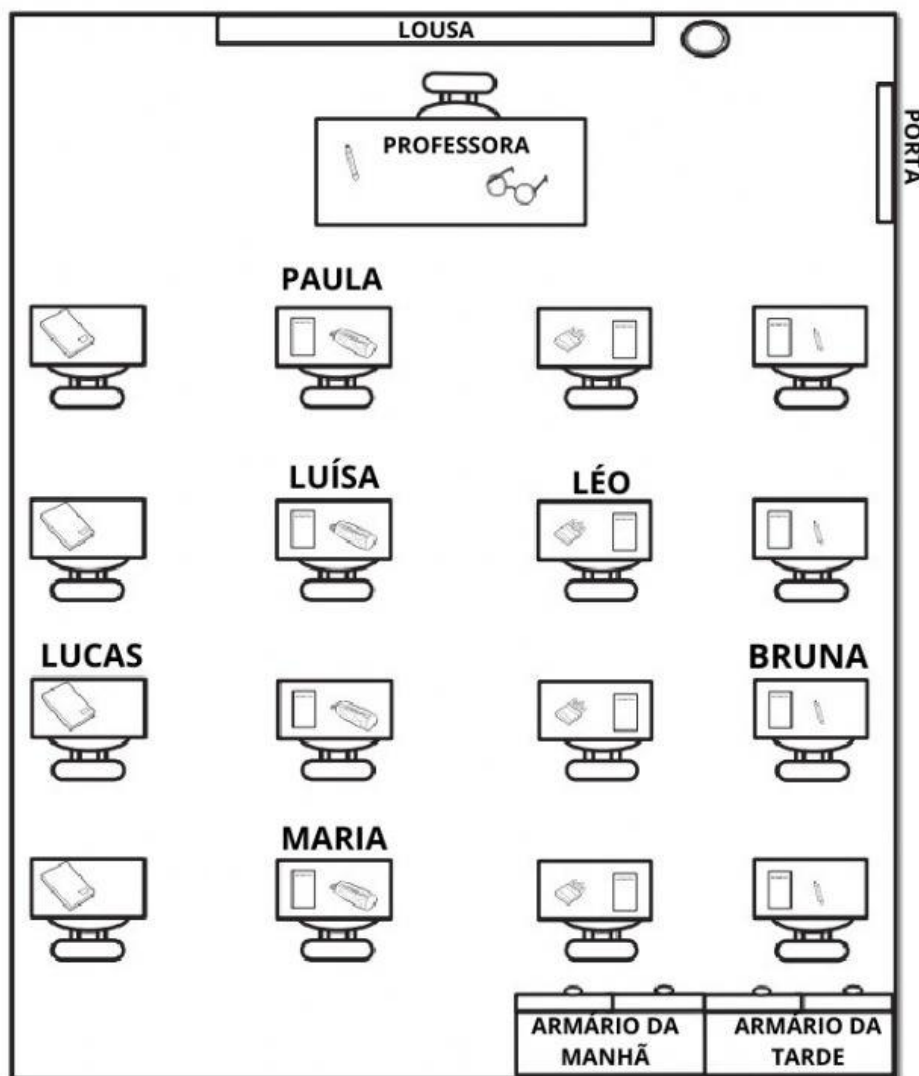 LOUSA
PROFESSORA
PORTA
PAULA
LUÍSA
LÉO
LUCAS
BRUNA
MARIA
ARMÁRIO DA
MANHÃ
ARMÁRIO DA
TARDE